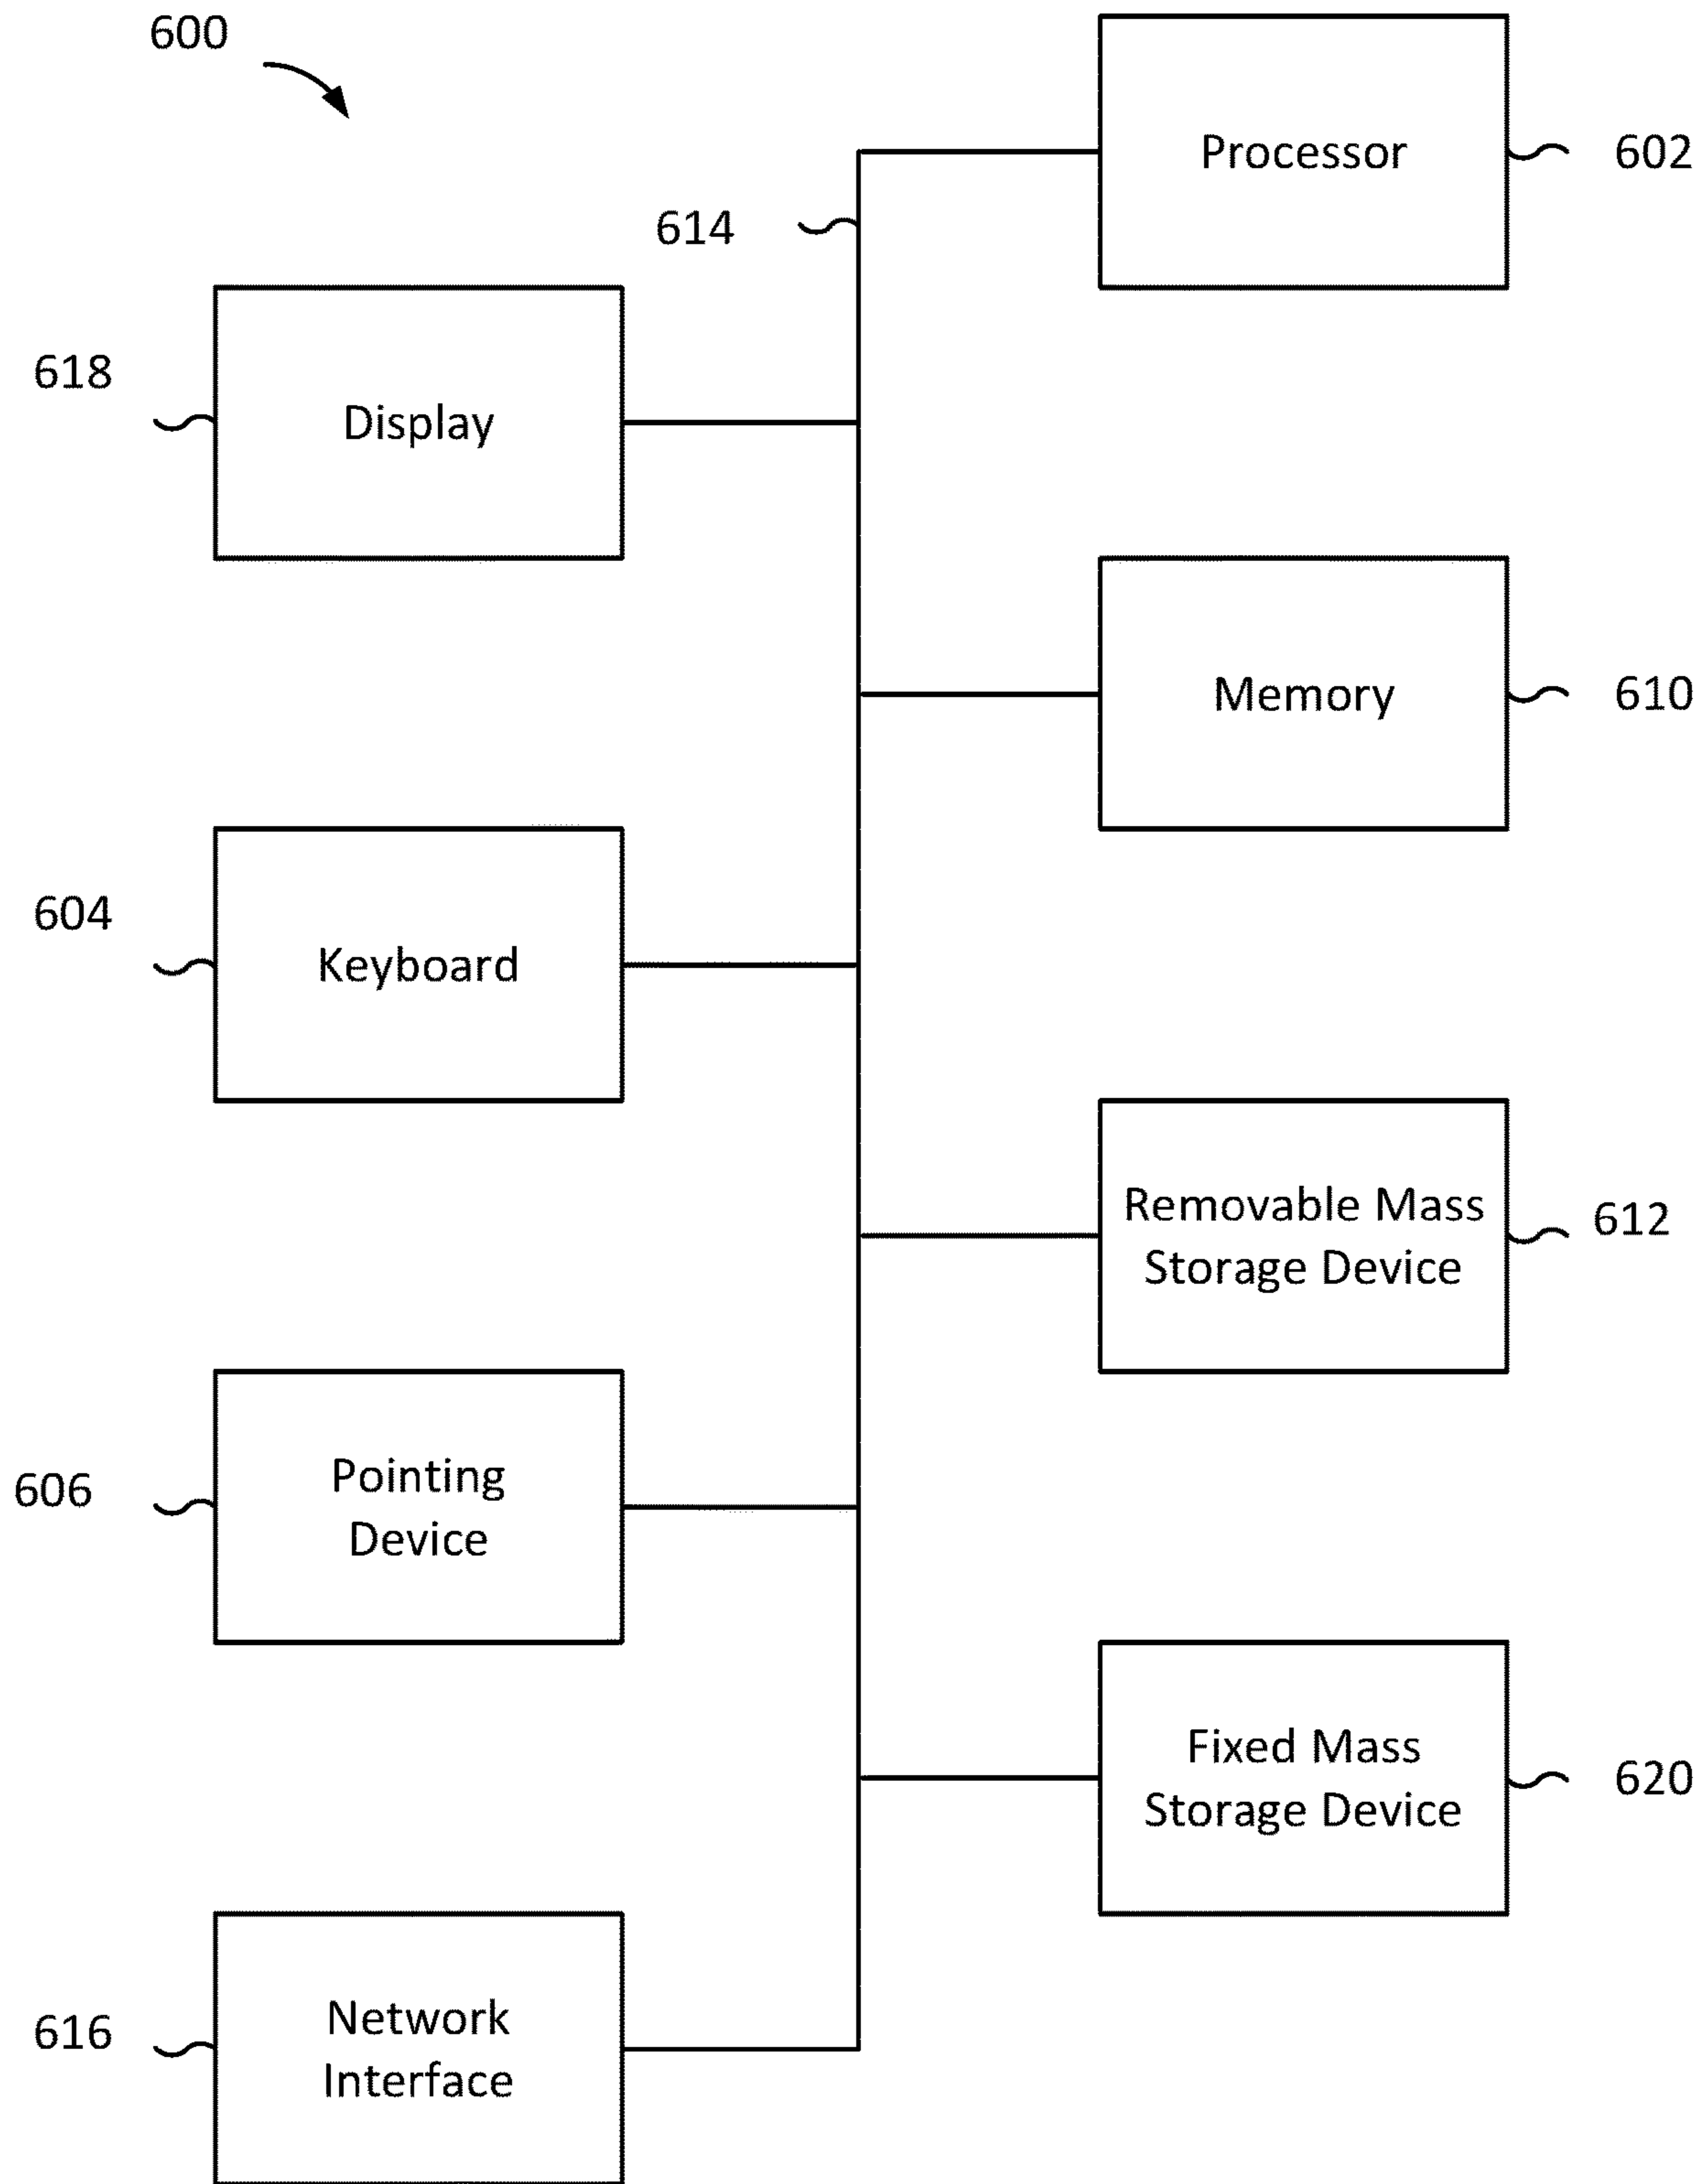 600
Processor
602
614
618
Display
Memory
610
604
Keyboard
Removable Mass
Storage Device
612
606
Pointing
Device
Fixed Mass
Storage Device
620
616
Network
Interface